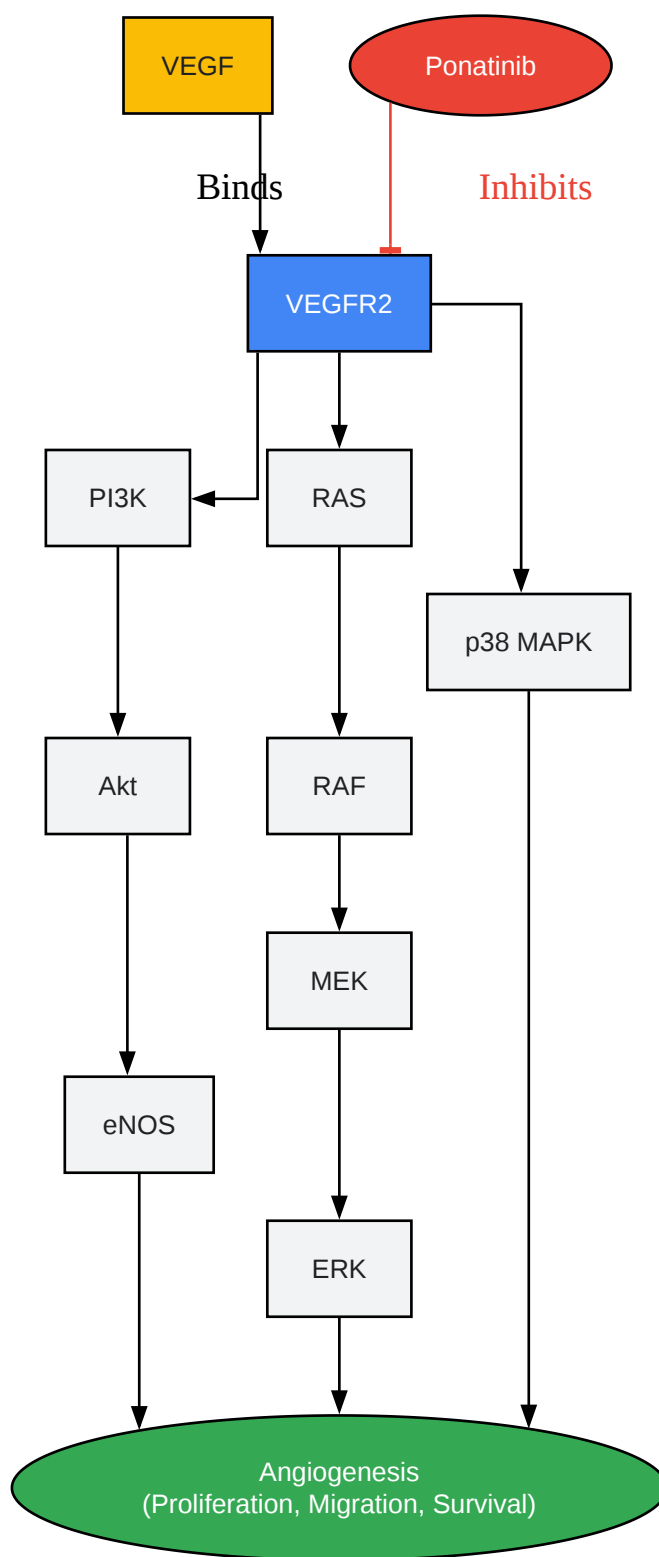 VEGF
Ponatinib
Binds
Inhibits
VEGFR2
PI3K
RAS
p38 MAPK
Akt
RAF
MEK
eNOS
ERK
Angiogenesis
(Proliferation, Migration, Survival)